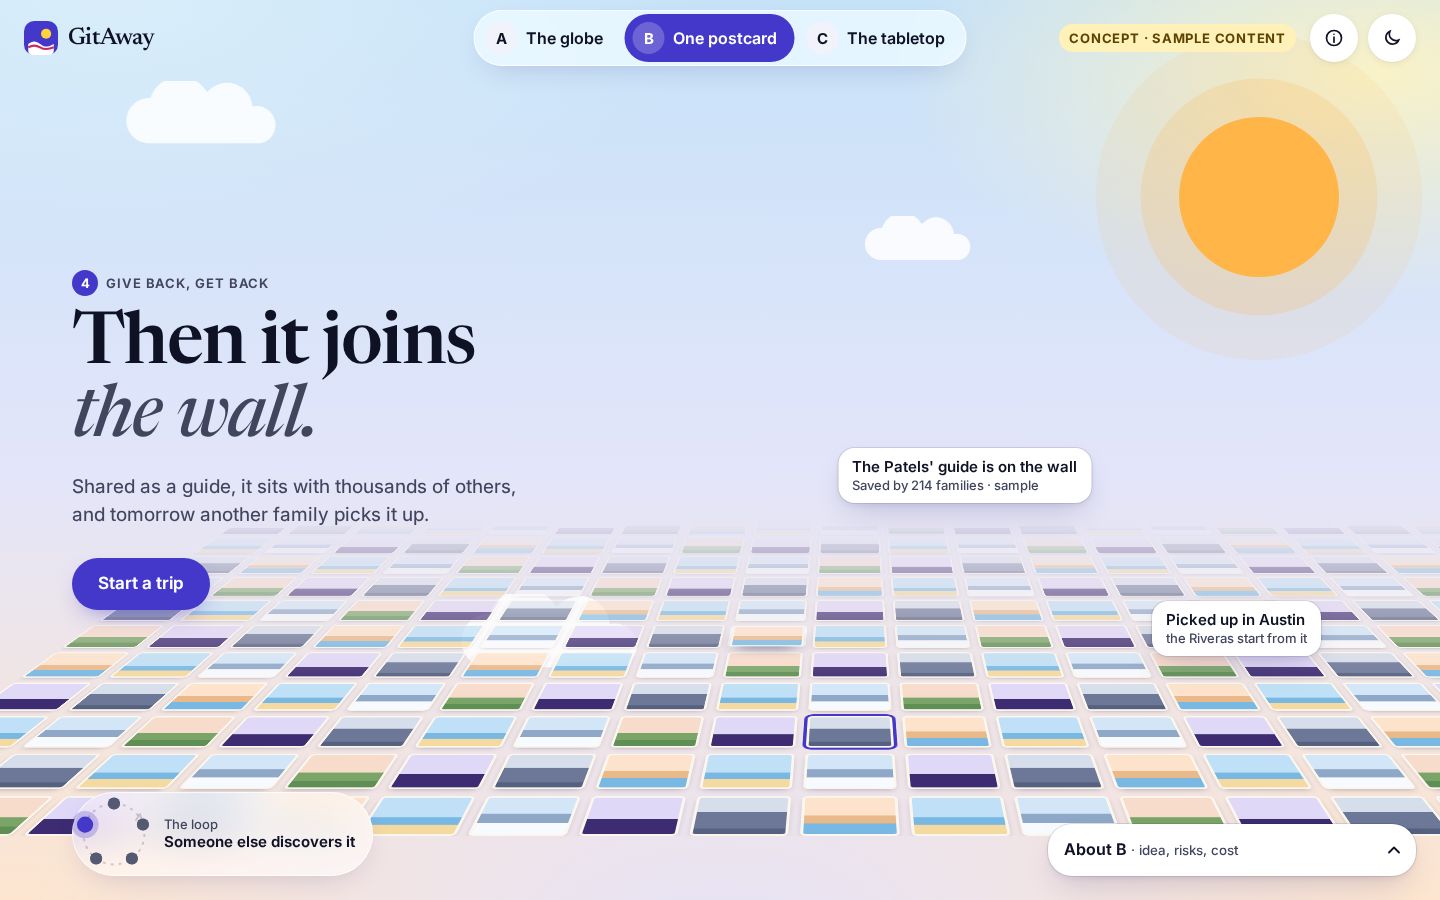 GitAway
A The globe
B One postcard
C The tabletop
CONCEPT · SAMPLE CONTENT
4 GIVE BACK, GET BACK
Then it joins
the wall.
Shared as a guide, it sits with thousands of others,
and tomorrow another family picks it up.
Start a trip
The Patels' guide is on the wall
Saved by 214 families · sample
Picked up in Austin
the Riveras start from it
The loop
Someone else discovers it
About B · idea, risks, cost